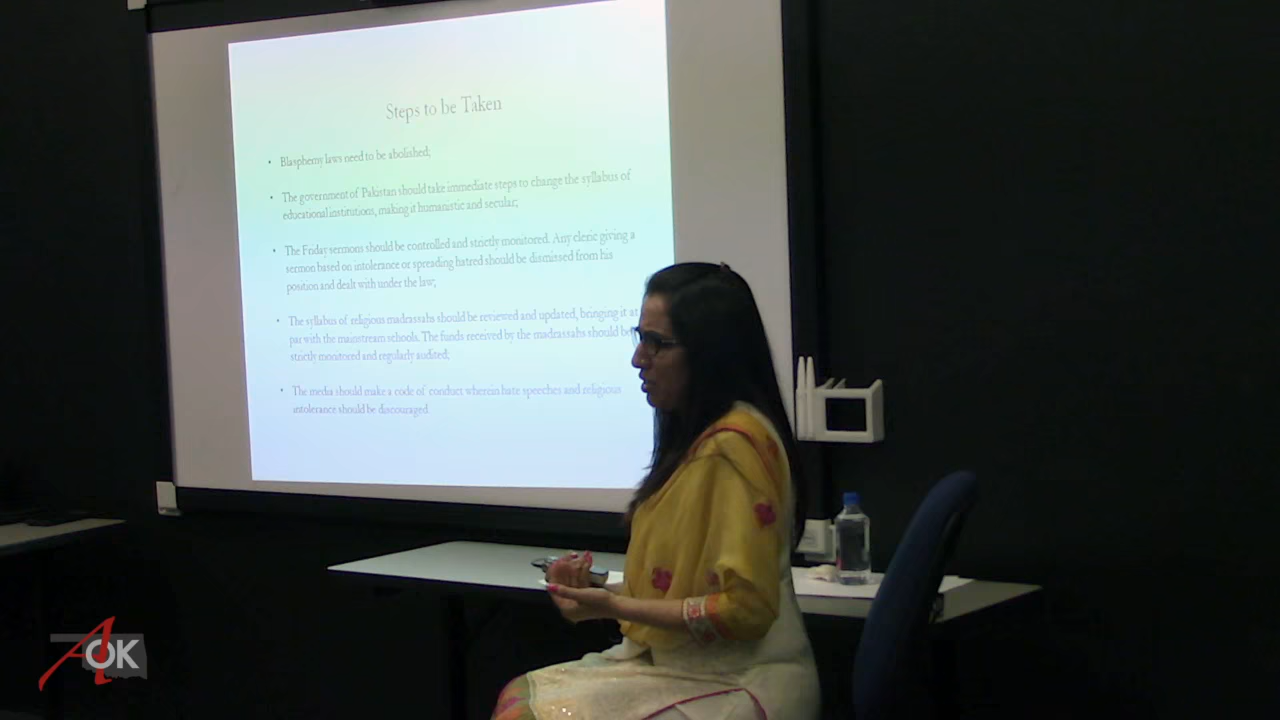 Steps to be Taken
• Blasphemy laws need to be abolished;
• The government of Pakistan should take immediate steps to change the syllabus of
educational institutions, making it humanistic and secular;
• The Friday sermons should be controlled and strictly monitored. Any cleric giving a
sermon based on intolerance or spreading hatred should be dismissed from his
position and dealt with under the law;
• The syllabus of religious madrassahs should be reviewed and updated, bringing it at
par with the mainstream schools. The funds received by the madrassahs should be
strictly monitored and regularly audited;
• The media should make a code of conduct wherein hate speeches and religious
intolerance should be discouraged
AOK